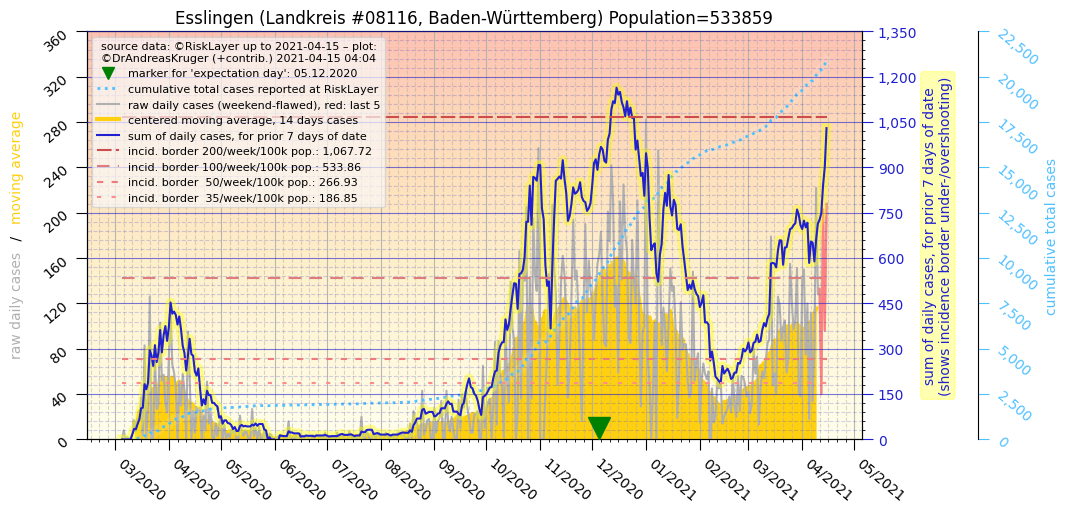 Esslingen (Landkreis #08116, Baden-Württemberg) Population=533859
source data: ©RiskLayer up to 2021-04-15 – plot:
©DrAndreasKruger (+contrib.) 2021-04-15 04:04
marker for 'expectation day': 05.12.2020
cumulative total cases reported at RiskLayer
raw daily cases (weekend-flawed), red: last 5
centered moving average, 14 days cases
sum of daily cases, for prior 7 days of date
incid. border 200/week/100k pop.: 1,067.72
incid. border 100/week/100k pop.: 533.86
incid. border  50/week/100k pop.: 266.93
incid. border  35/week/100k pop.: 186.85
raw daily cases  /  moving average
360
320
280
240
200
160
120
80
40
0
03/2020
04/2020
05/2020
06/2020
07/2020
08/2020
09/2020
10/2020
11/2020
12/2020
01/2021
02/2021
03/2021
04/2021
05/2021
1,350
1,200
1,050
900
750
600
450
300
150
0
sum of daily cases, for prior 7 days of date
(shows incidence border under-/overshooting)
22,500
20,000
17,500
15,000
12,500
10,000
7,500
5,000
2,500
0
cumulative total cases